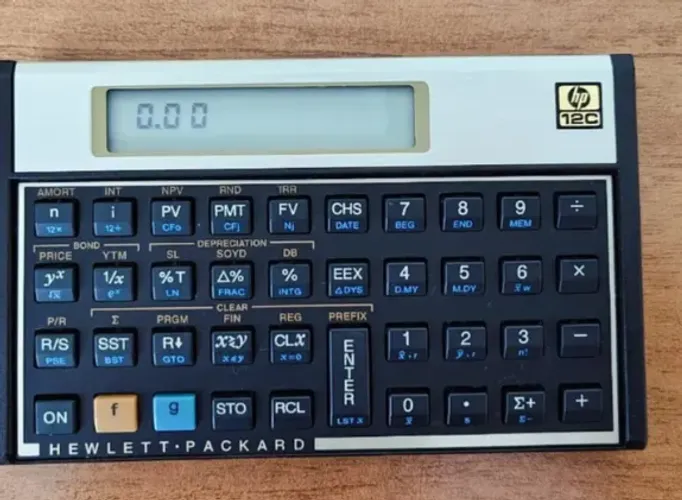 0.00
hp
12C
AMORT INT NPV RND IRR
n i PV PMT FV CHS 7 8 9 ÷
12× 12÷ CFo CFj Nj DATE BEG END MEM
BOND DEPRECIATION
PRICE YTM SL SOYD DB
yˣ 1/x %T Δ% % EEX 4 5 6 ×
√x eˣ LN FRAC INTG ΔDYS D.MY M.DY x̄w
CLEAR
P/R Σ PRGM FIN REG PREFIX
R/S SST R↓ x≷y CLx ENTER 1 2 3 −
PSE BST GTO x≤y x=0 x̂,r ŷ,r n!
ON f g STO RCL LST X 0 • Σ+ +
x̄ s Σ−
HEWLETT·PACKARD